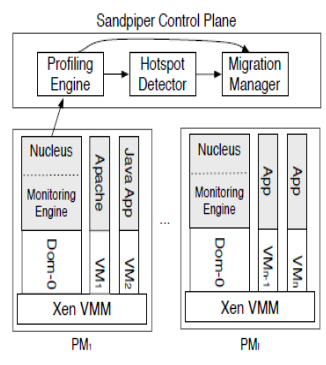 Sandpiper Control Plane
Profiling
Engine
Hotspot
Detector
Migration
Manager
Nucleus
Monitoring
Engine
Dom-0
Apache
VM1
Java App
VM2
Xen VMM
PM1
...
Nucleus
Monitoring
Engine
Dom-0
App
VMn-1
App
VMn
Xen VMM
PMl